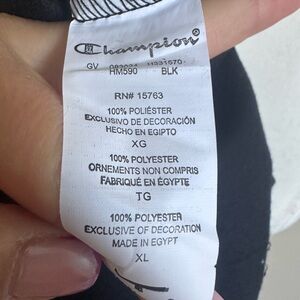 Champion
GV
HM590 BLK
RN# 15763
100% POLIÉSTER
EXCLUSIVO DE DECORACIÓN
HECHO EN EGIPTO
XG
100% POLYESTER
ORNEMENTS NON COMPRIS
FABRIQUÉ EN ÉGYPTE
TG
100% POLYESTER
EXCLUSIVE OF DECORATION
MADE IN EGYPT
XL